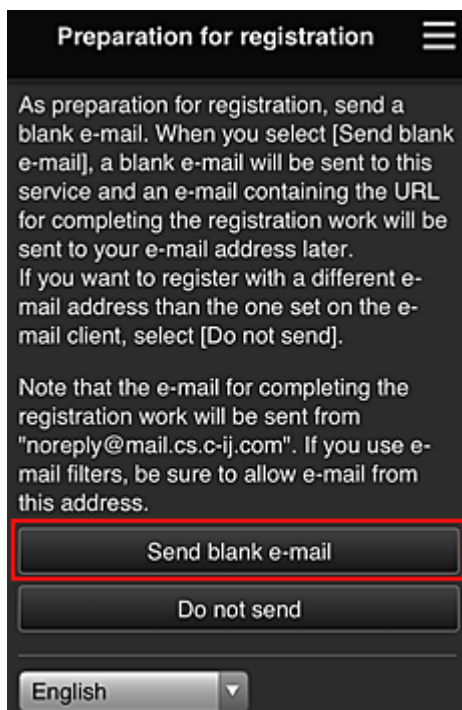 Preparation for registration
As preparation for registration, send a
blank e-mail. When you select [Send blank
e-mail], a blank e-mail will be sent to this
service and an e-mail containing the URL
for completing the registration work will be
sent to your e-mail address later.
If you want to register with a different e-
mail address than the one set on the e-
mail client, select [Do not send].
Note that the e-mail for completing the
registration work will be sent from
"noreply@mail.cs.c-ij.com". If you use e-
mail filters, be sure to allow e-mail from
this address.
Send blank e-mail
Do not send
English